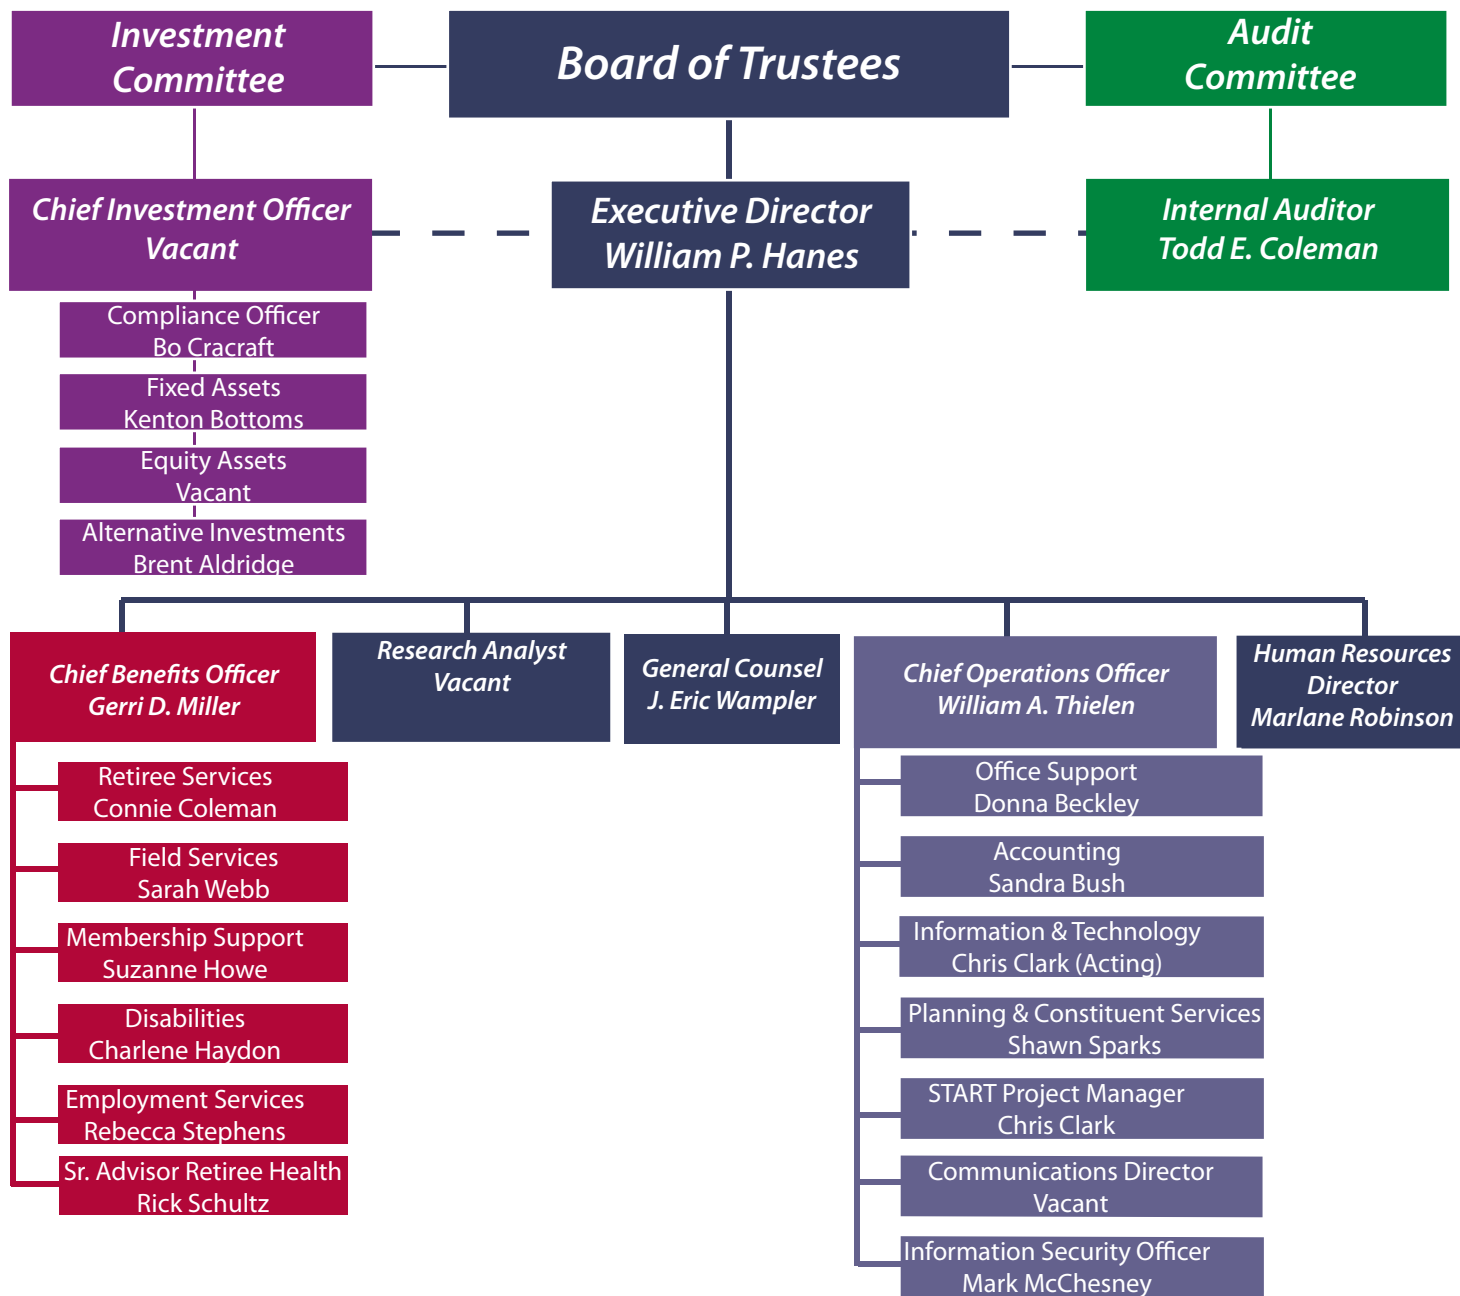 Investment
Committee
Board of Trustees
Audit
Committee
Chief Investment Officer
Vacant
Executive Director
William P. Hanes
Internal Auditor
Todd E. Coleman
Compliance Officer
Bo Cracraft
Fixed Assets
Kenton Bottoms
Equity Assets
Vacant
Alternative Investments
Brent Aldridge
Chief Benefits Officer
Gerri D. Miller
Research Analyst
Vacant
General Counsel
J. Eric Wampler
Chief Operations Officer
William A. Thielen
Human Resources
Director
Marlane Robinson
Retiree Services
Connie Coleman
Field Services
Sarah Webb
Membership Support
Suzanne Howe
Disabilities
Charlene Haydon
Employment Services
Rebecca Stephens
Sr. Advisor Retiree Health
Rick Schultz
Office Support
Donna Beckley
Accounting
Sandra Bush
Information & Technology
Chris Clark (Acting)
Planning & Constituent Services
Shawn Sparks
START Project Manager
Chris Clark
Communications Director
Vacant
Information Security Officer
Mark McChesney